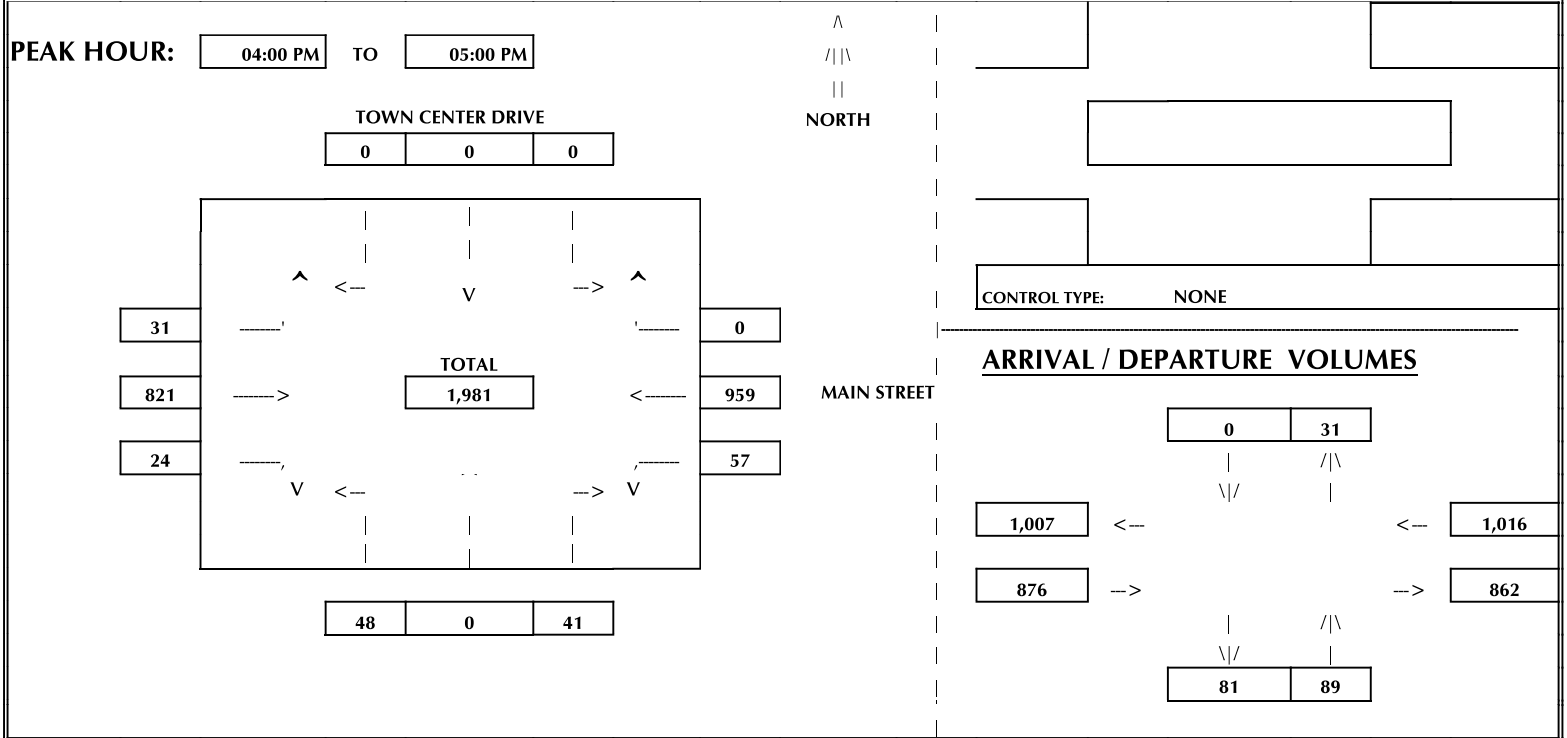 PEAK HOUR: 04:00 PM TO 05:00 PM
NORTH
TOWN CENTER DRIVE
0 0 0
31
821
24
TOTAL
1,981
0
959
57
MAIN STREET
48 0 41
CONTROL TYPE: NONE
ARRIVAL / DEPARTURE VOLUMES
0 31
1,007 1,016
876 862
81 89